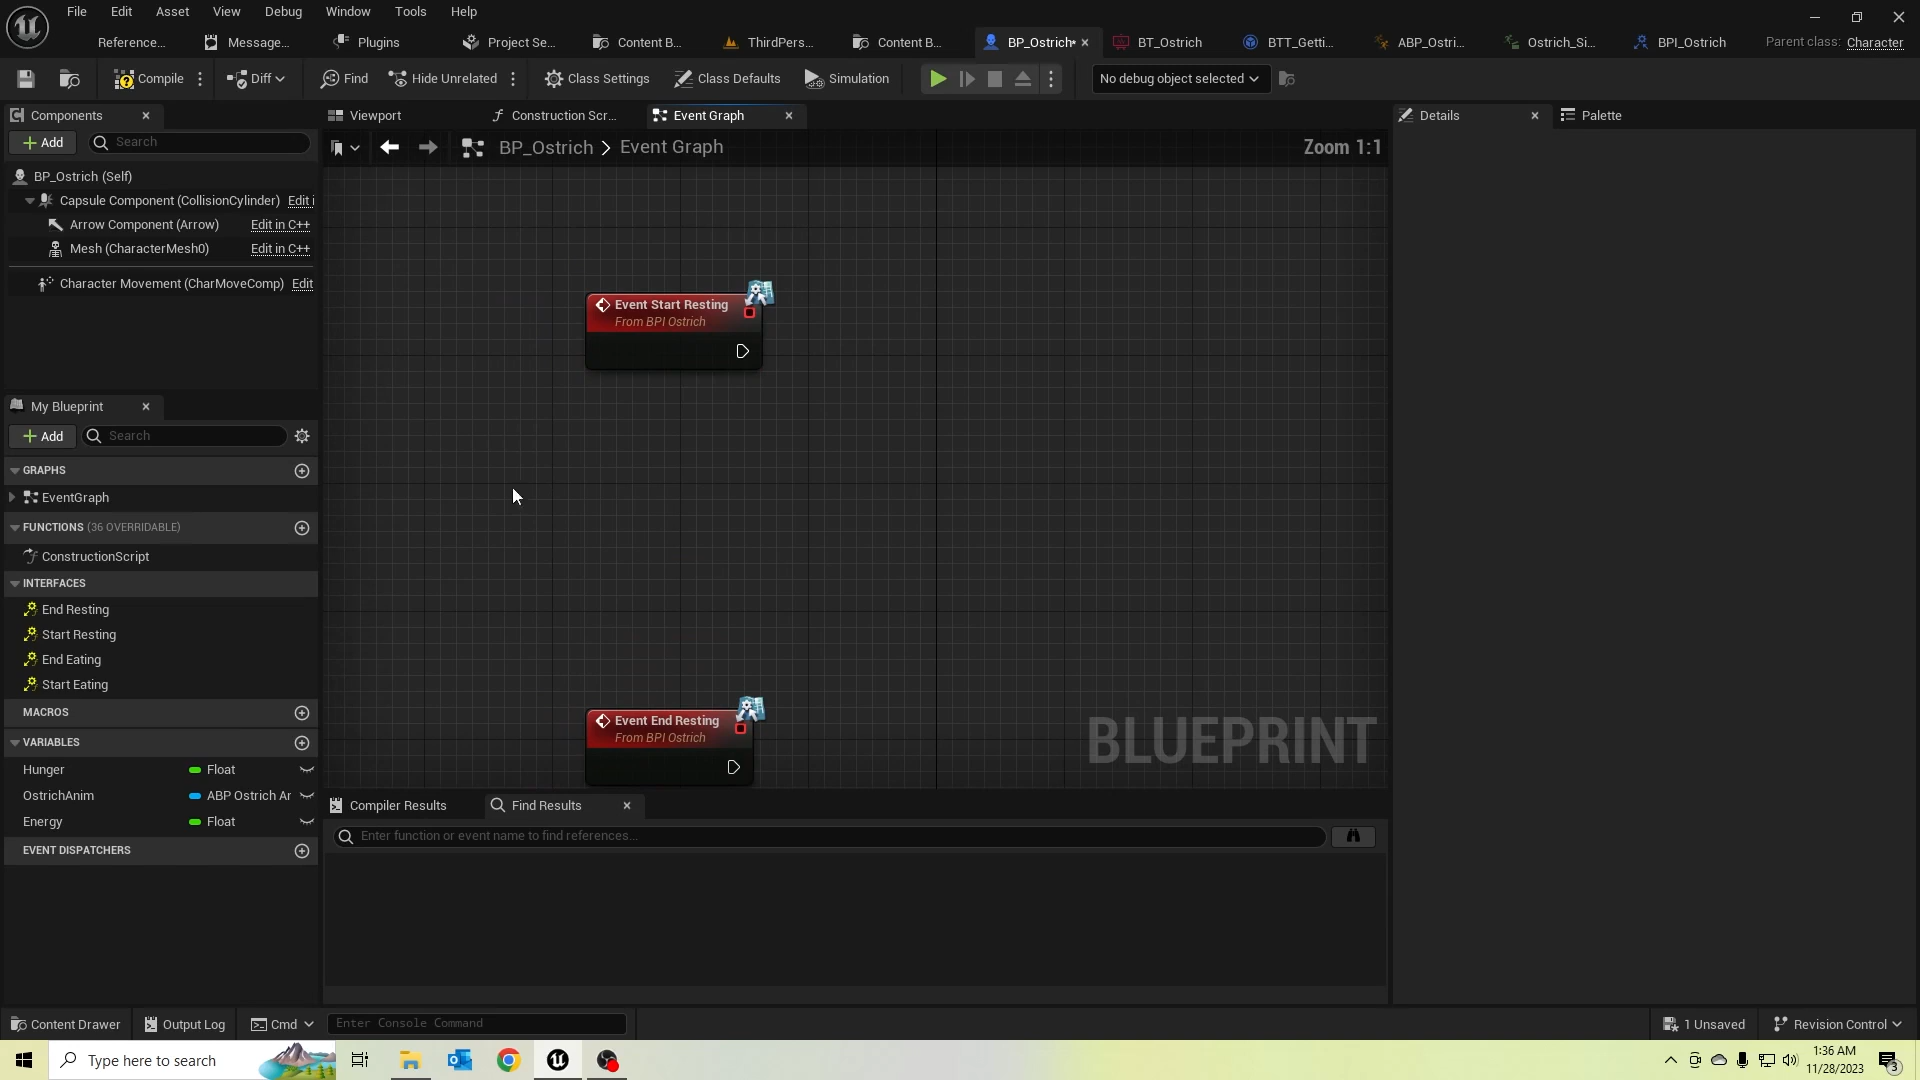 File Edit Asset View Debug Window Tools Help
Reference... Message... Plugins Project Se... Content B... ThirdPers... Content B... BP_Ostrich* BT_Ostrich BTT_Getti... ABP_Ostri... Ostrich_Si... BPI_Ostrich Parent class: Character
Compile Diff Find Hide Unrelated Class Settings Class Defaults Simulation No debug object selected
Components
Viewport Construction Scr... Event Graph
Details Palette
Add Search
BP_Ostrich > Event Graph
Zoom 1:1
BP_Ostrich (Self)
Capsule Component (CollisionCylinder) Edit i
Arrow Component (Arrow) Edit in C++
Mesh (CharacterMesh0) Edit in C++
Character Movement (CharMoveComp) Edit
Event Start Resting
From BPI Ostrich
My Blueprint
Add Search
GRAPHS
EventGraph
FUNCTIONS (36 OVERRIDABLE)
ConstructionScript
INTERFACES
End Resting
Start Resting
End Eating
Start Eating
MACROS
VARIABLES
Hunger Float
OstrichAnim ABP Ostrich Ar
Energy Float
EVENT DISPATCHERS
Event End Resting
From BPI Ostrich
BLUEPRINT
Compiler Results Find Results
Enter function or event name to find references...
Content Drawer Output Log Cmd Enter Console Command 1 Unsaved Revision Control
Type here to search
1:36 AM
11/28/2023
3